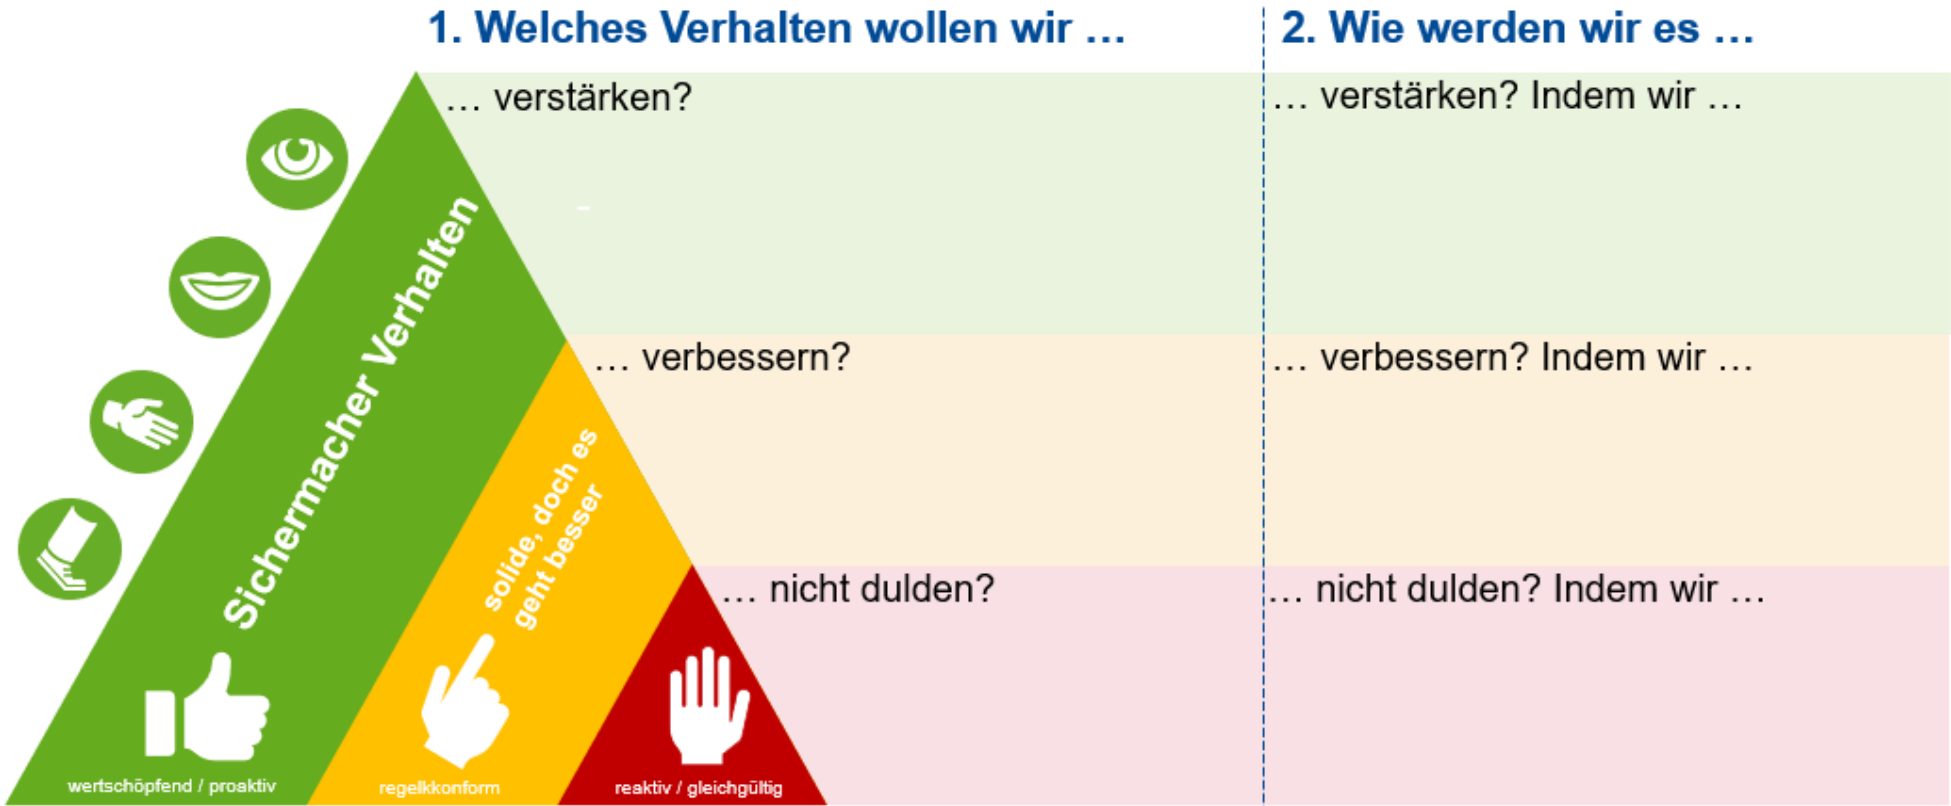 1. Welches Verhalten wollen wir …
2. Wie werden wir es …
… verstärken?
… verstärken? Indem wir …
-
… verbessern?
… verbessern? Indem wir …
… nicht dulden?
… nicht dulden? Indem wir …
Sichermacher Verhalten
solide, doch es
geht besser
wertschöpfend / proaktiv
regelkkonform
reaktiv / gleichgültig